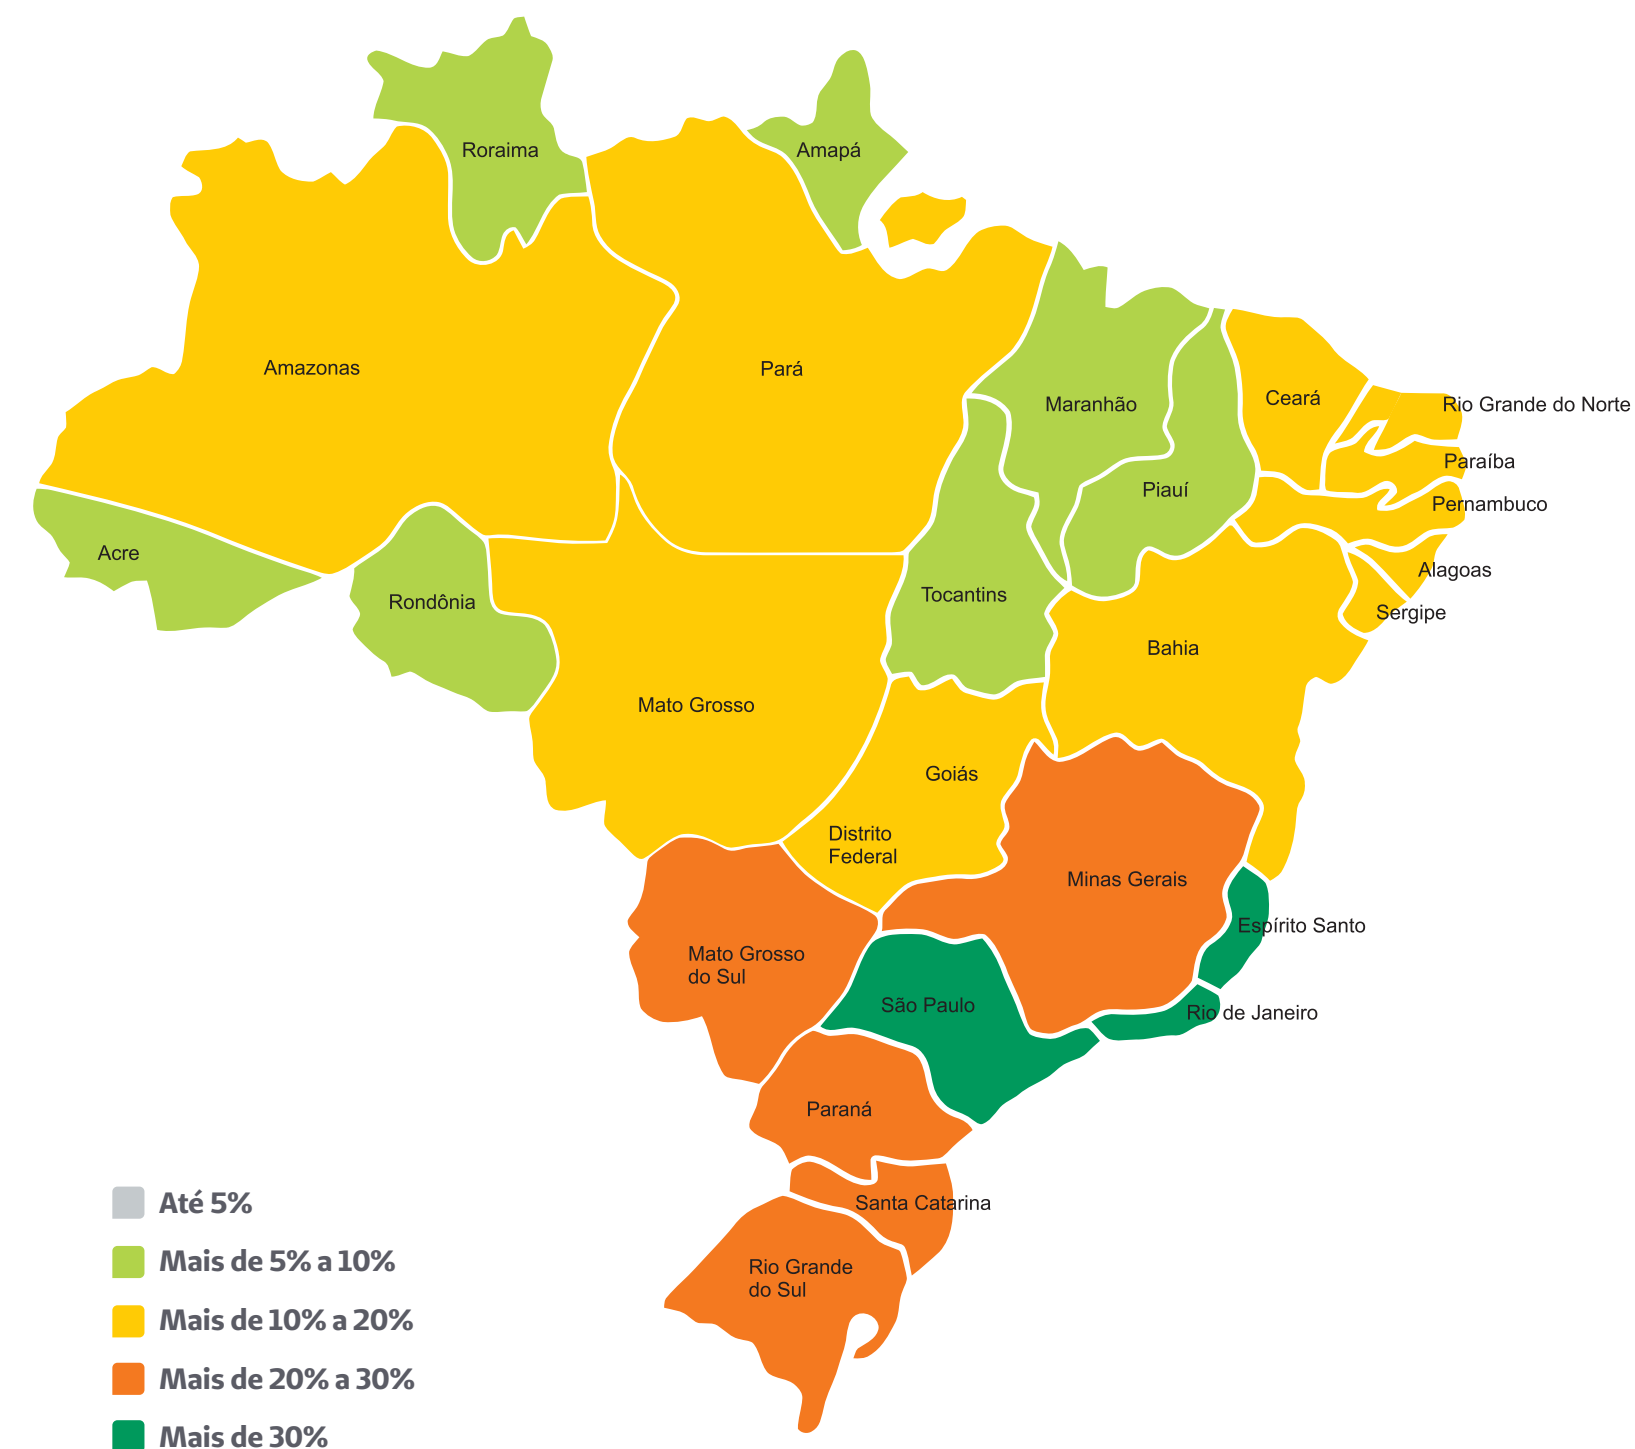 Roraima
Amapá
Amazonas
Pará
Maranhão
Ceará
Rio Grande do Norte
Paraíba
Piauí
Pernambuco
Acre
Alagoas
Rondônia
Tocantins
Sergipe
Bahia
Mato Grosso
Goiás
Distrito
Federal
Minas Gerais
Espírito Santo
Mato Grosso
do Sul
São Paulo
Rio de Janeiro
Paraná
Santa Catarina
Rio Grande
do Sul
Até 5%
Mais de 5% a 10%
Mais de 10% a 20%
Mais de 20% a 30%
Mais de 30%